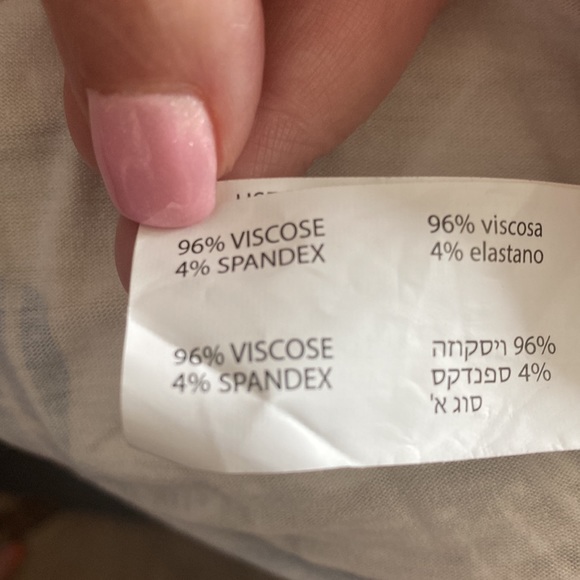 96% VISCOSE
4% SPANDEX
96% viscosa
4% elastano
96% VISCOSE
4% SPANDEX
96% ויסקוזה
4% ספנדקס
סוג א'